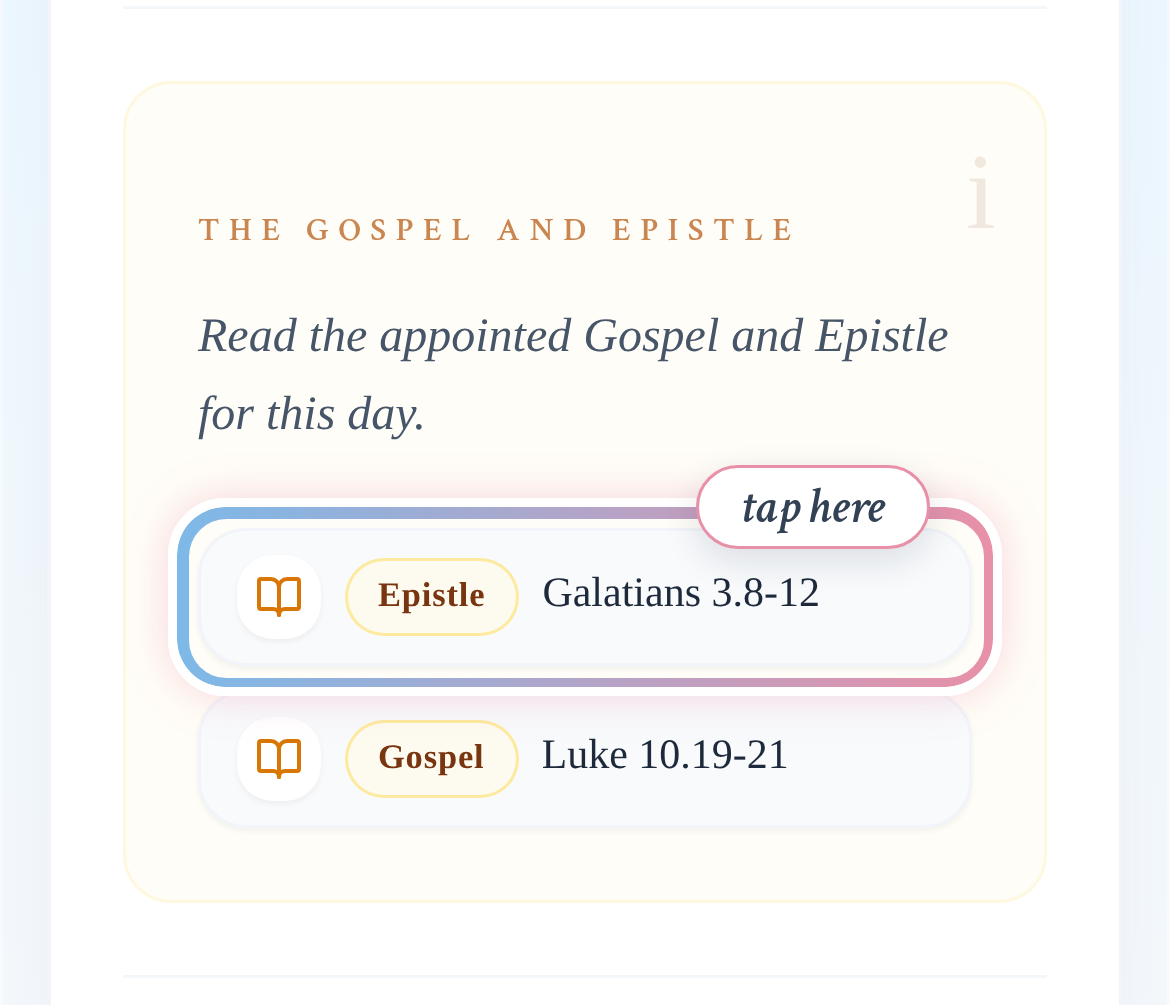 i
THE GOSPEL AND EPISTLE
Read the appointed Gospel and Epistle
for this day.
tap here
Epistle Galatians 3.8-12
Gospel Luke 10.19-21